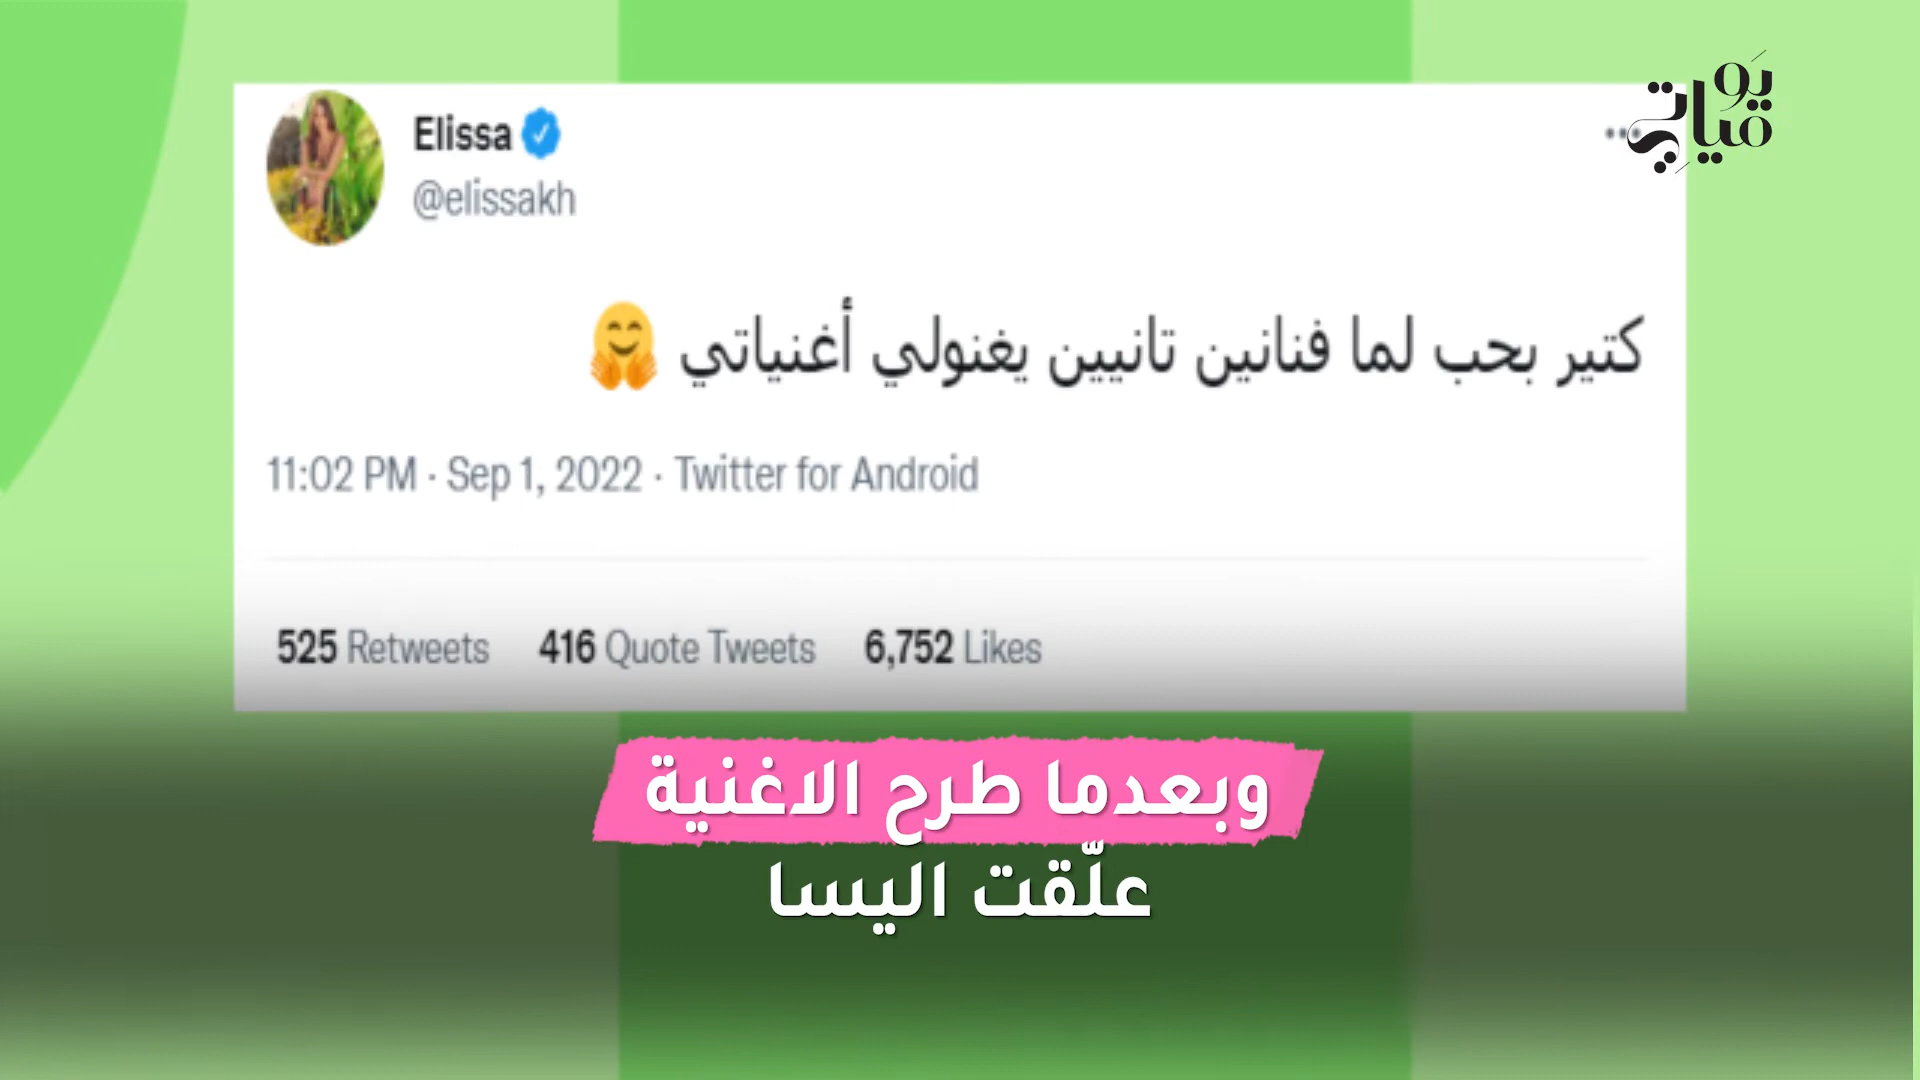 يوميات
Elissa
@elissakh
كتير بحب لما فنانين تانيين يغنولي أغنياتي 🤗
11:02 PM · Sep 1, 2022 · Twitter for Android
525 Retweets 416 Quote Tweets 6,752 Likes
وبعدما طرح الاغنية
علّقت اليسا